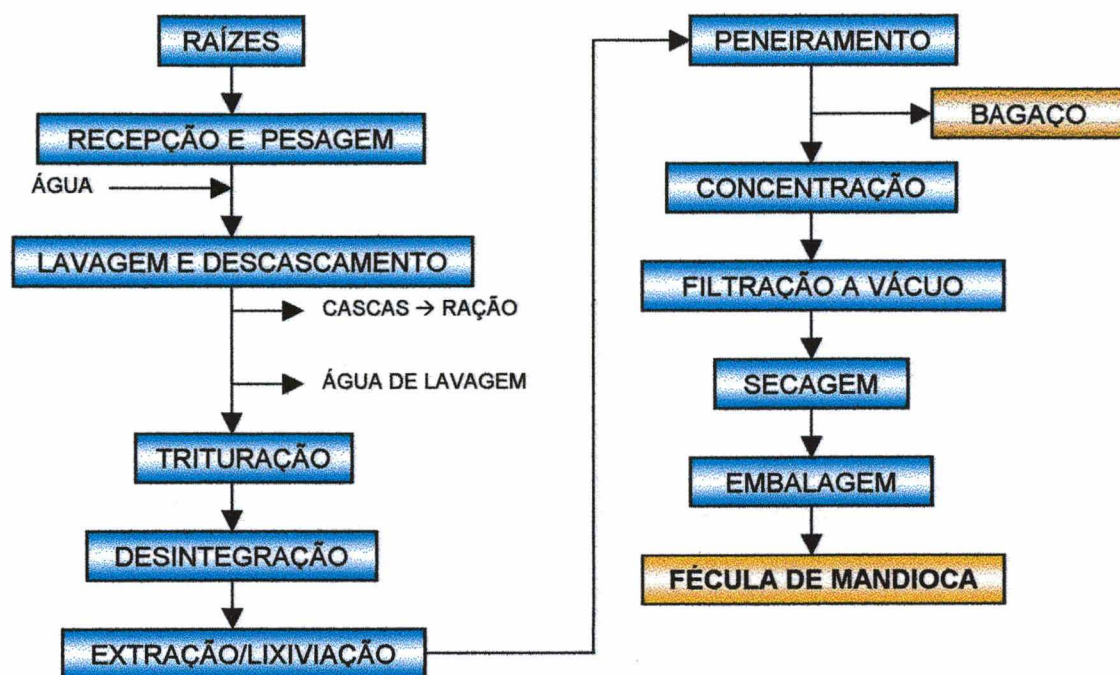 RAÍZES
RECEPÇÃO E PESAGEM
ÁGUA
LAVAGEM E DESCASCAMENTO
CASCAS → RAÇÃO
ÁGUA DE LAVAGEM
TRITURAÇÃO
DESINTEGRAÇÃO
EXTRAÇÃO/LIXIVIAÇÃO
PENEIRAMENTO
BAGAÇO
CONCENTRAÇÃO
FILTRAÇÃO A VÁCUO
SECAGEM
EMBALAGEM
FÉCULA DE MANDIOCA